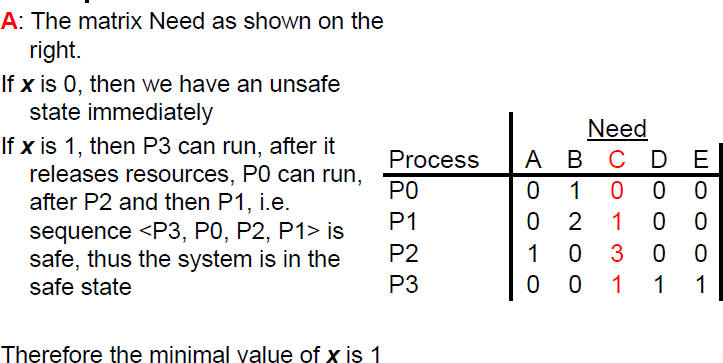 A: The matrix Need as shown on the
right.
If x is 0, then we have an unsafe
state immediately
If x is 1, then P3 can run, after it
releases resources, P0 can run,
after P2 and then P1, i.e.
sequence <P3, P0, P2, P1> is
safe, thus the system is in the
safe state
Need
Process A B C D E
P0 0 1 0 0 0
P1 0 2 1 0 0
P2 1 0 3 0 0
P3 0 0 1 1 1
Therefore the minimal value of x is 1